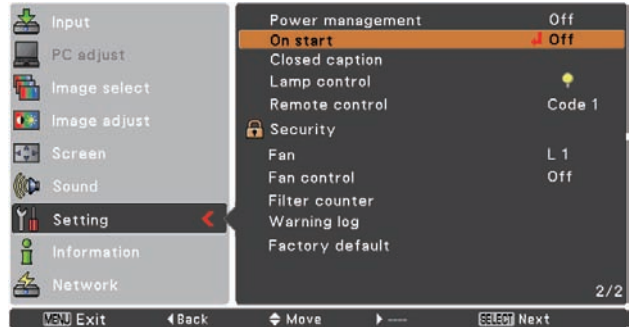 Input
PC adjust
Image select
Image adjust
Screen
Sound
Setting
Information
Network
Power management Off
On start Off
Closed caption
Lamp control
Remote control Code 1
Security
Fan L 1
Fan control Off
Filter counter
Warning log
Factory default
2/2
MENU Exit Back Move ---- SELECT Next